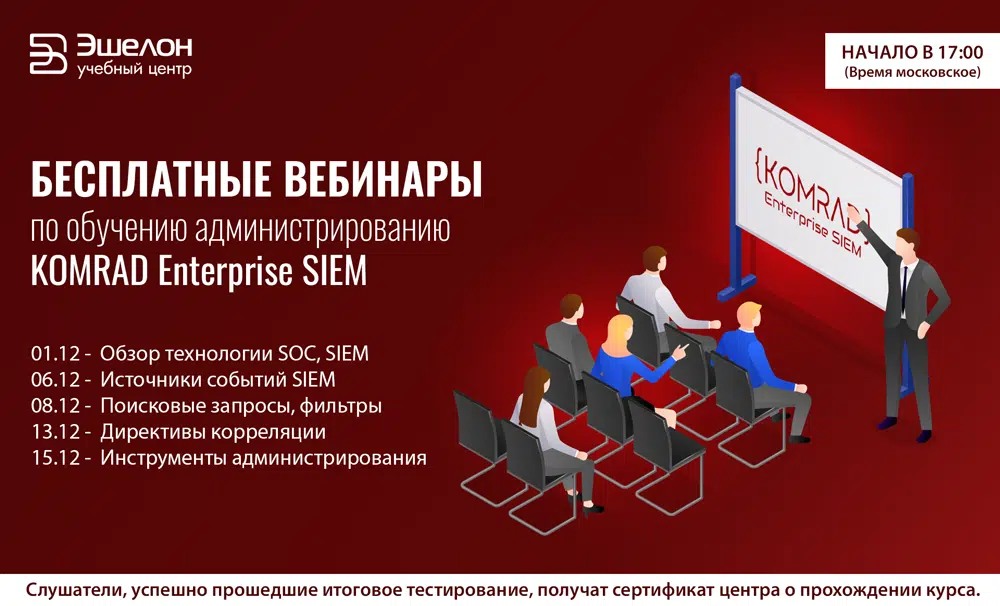 Эшелон
учебный центр
НАЧАЛО В 17:00
(Время московское)
БЕСПЛАТНЫЕ ВЕБИНАРЫ
по обучению администрированию
KOMRAD Enterprise SIEM
{KOMRAD}
Enterprise SIEM
01.12 - Обзор технологии SOC, SIEM
06.12 - Источники событий SIEM
08.12 - Поисковые запросы, фильтры
13.12 - Директивы корреляции
15.12 - Инструменты администрирования
Слушатели, успешно прошедшие итоговое тестирование, получат сертификат центра о прохождении курса.